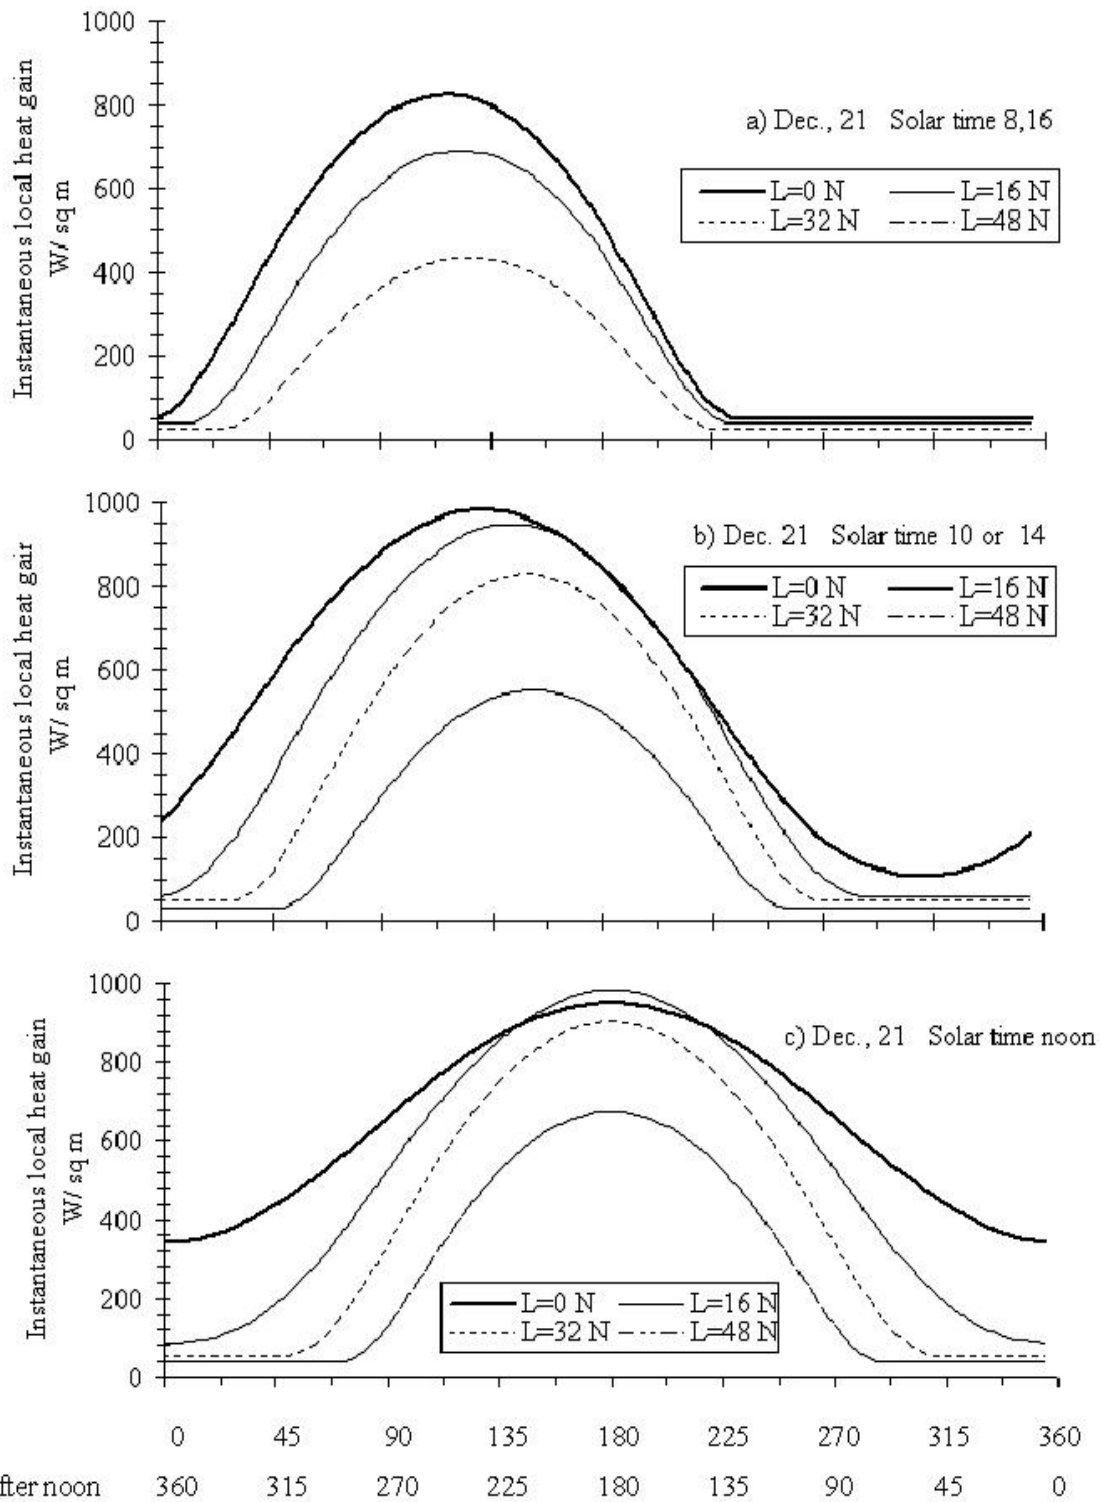 1000
800
600
400
200
0
Instantaneous local heat gain
W/ sq m
a) Dec., 21 Solar time 8,16
L=0 N L=16 N
L=32 N L=48 N
1000
800
600
400
200
0
Instantaneous local heat gair
W/ sq m
b) Dec. 21 Solar time 10 or 14
L=0 N L=16 N
L=32 N L=48 N
1000
800
600
400
200
0
Instantaneous local heat gain
W/ sq m
c) Dec., 21 Solar time noon
L=0 N L=16 N
L=32 N L=48 N
0 45 90 135 180 225 270 315 360
fter noon 360 315 270 225 180 135 90 45 0